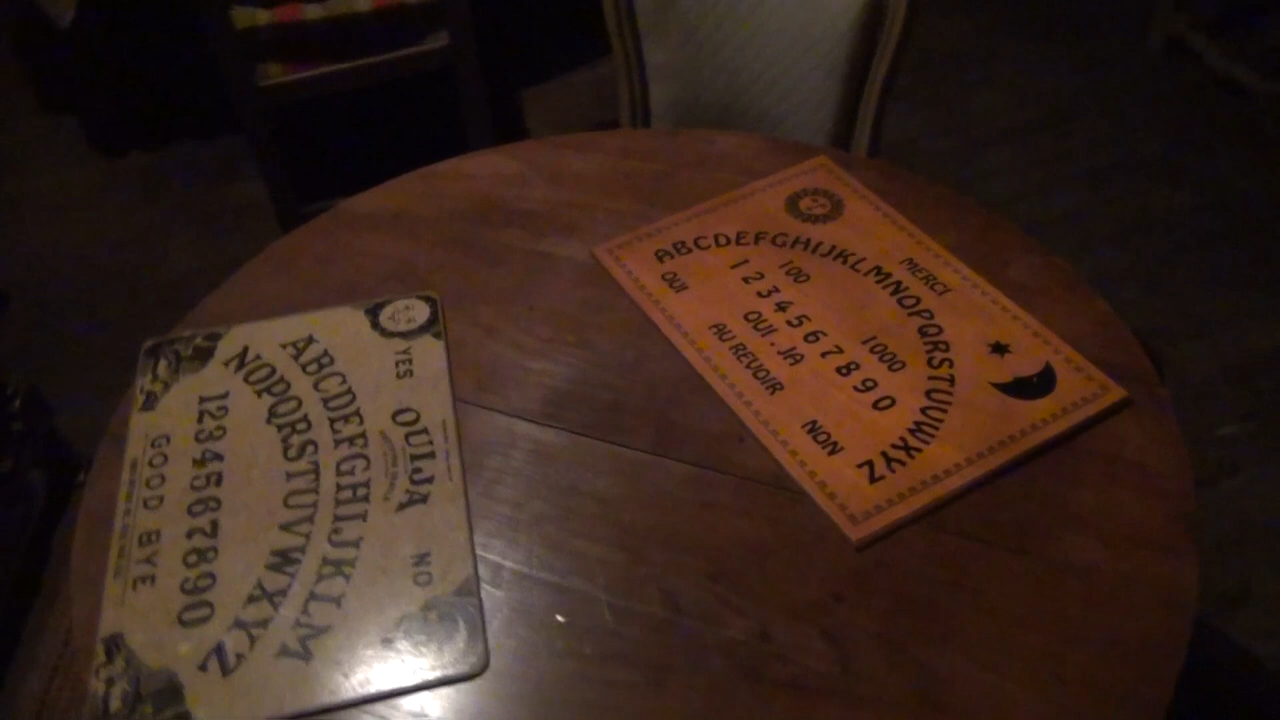 YES OUIJA NO
ABCDEFGHIJKLM
NOPQRSTUVWXYZ
1234567890
GOOD BYE
MERCI
ABCDEFGHIJKLMNOPQRSTUVWXYZ
100 1000
1234567890
OUI OUI-JA NON
AU REVOIR